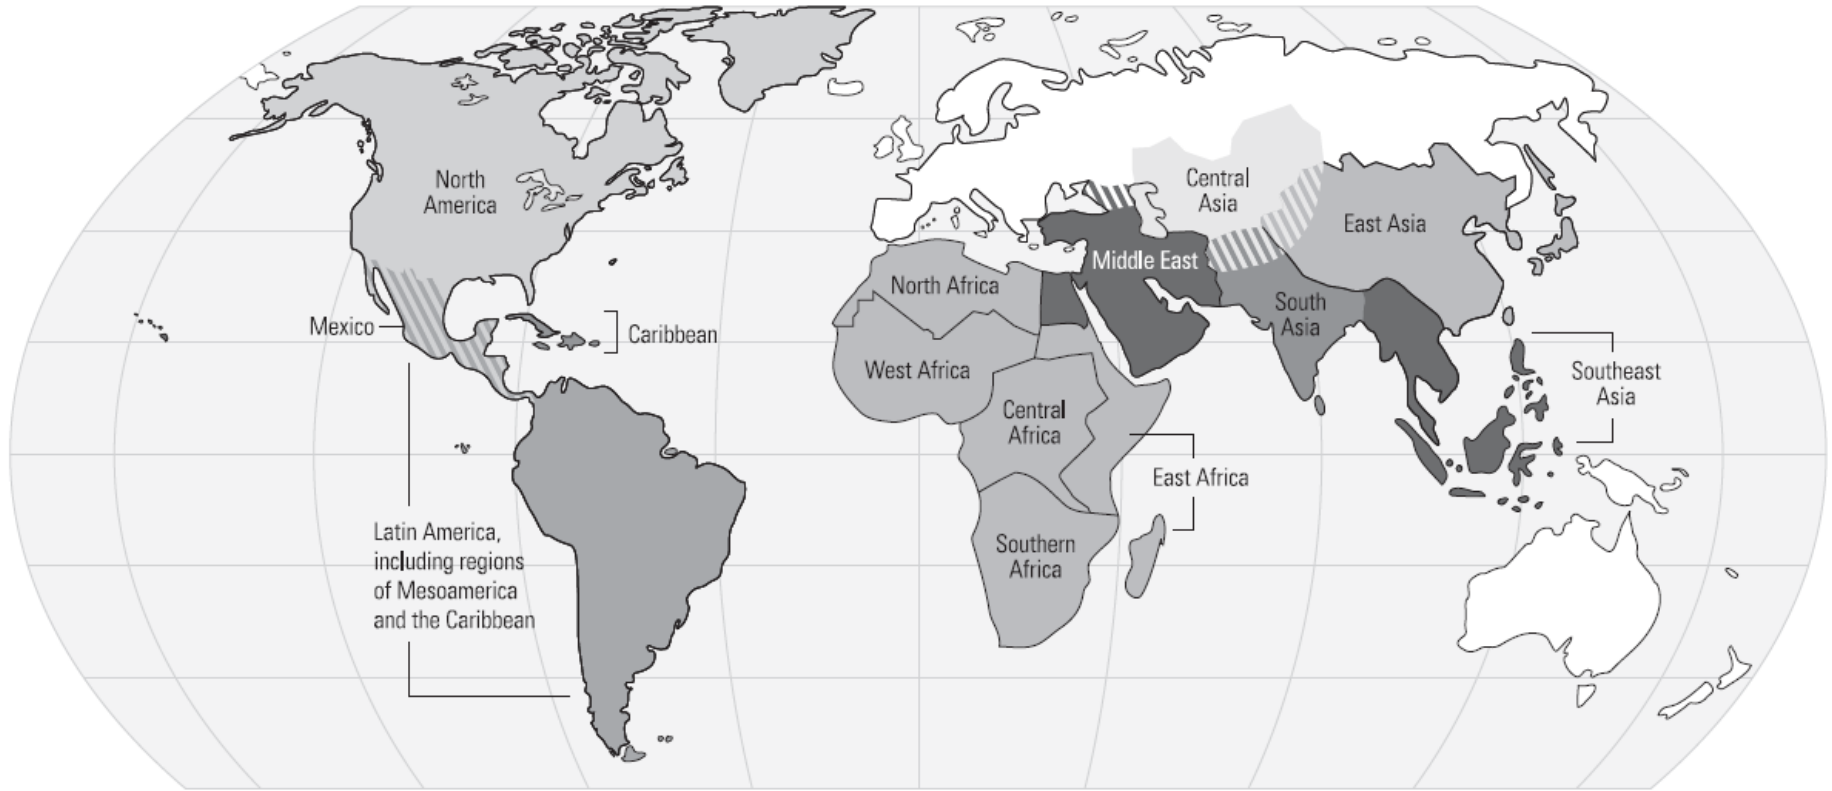 North
America
Mexico
Caribbean
Latin America,
including regions
of Mesoamerica
and the Caribbean
North Africa
West Africa
Central
Africa
East Africa
Southern
Africa
Middle East
Central
Asia
East Asia
South
Asia
Southeast
Asia